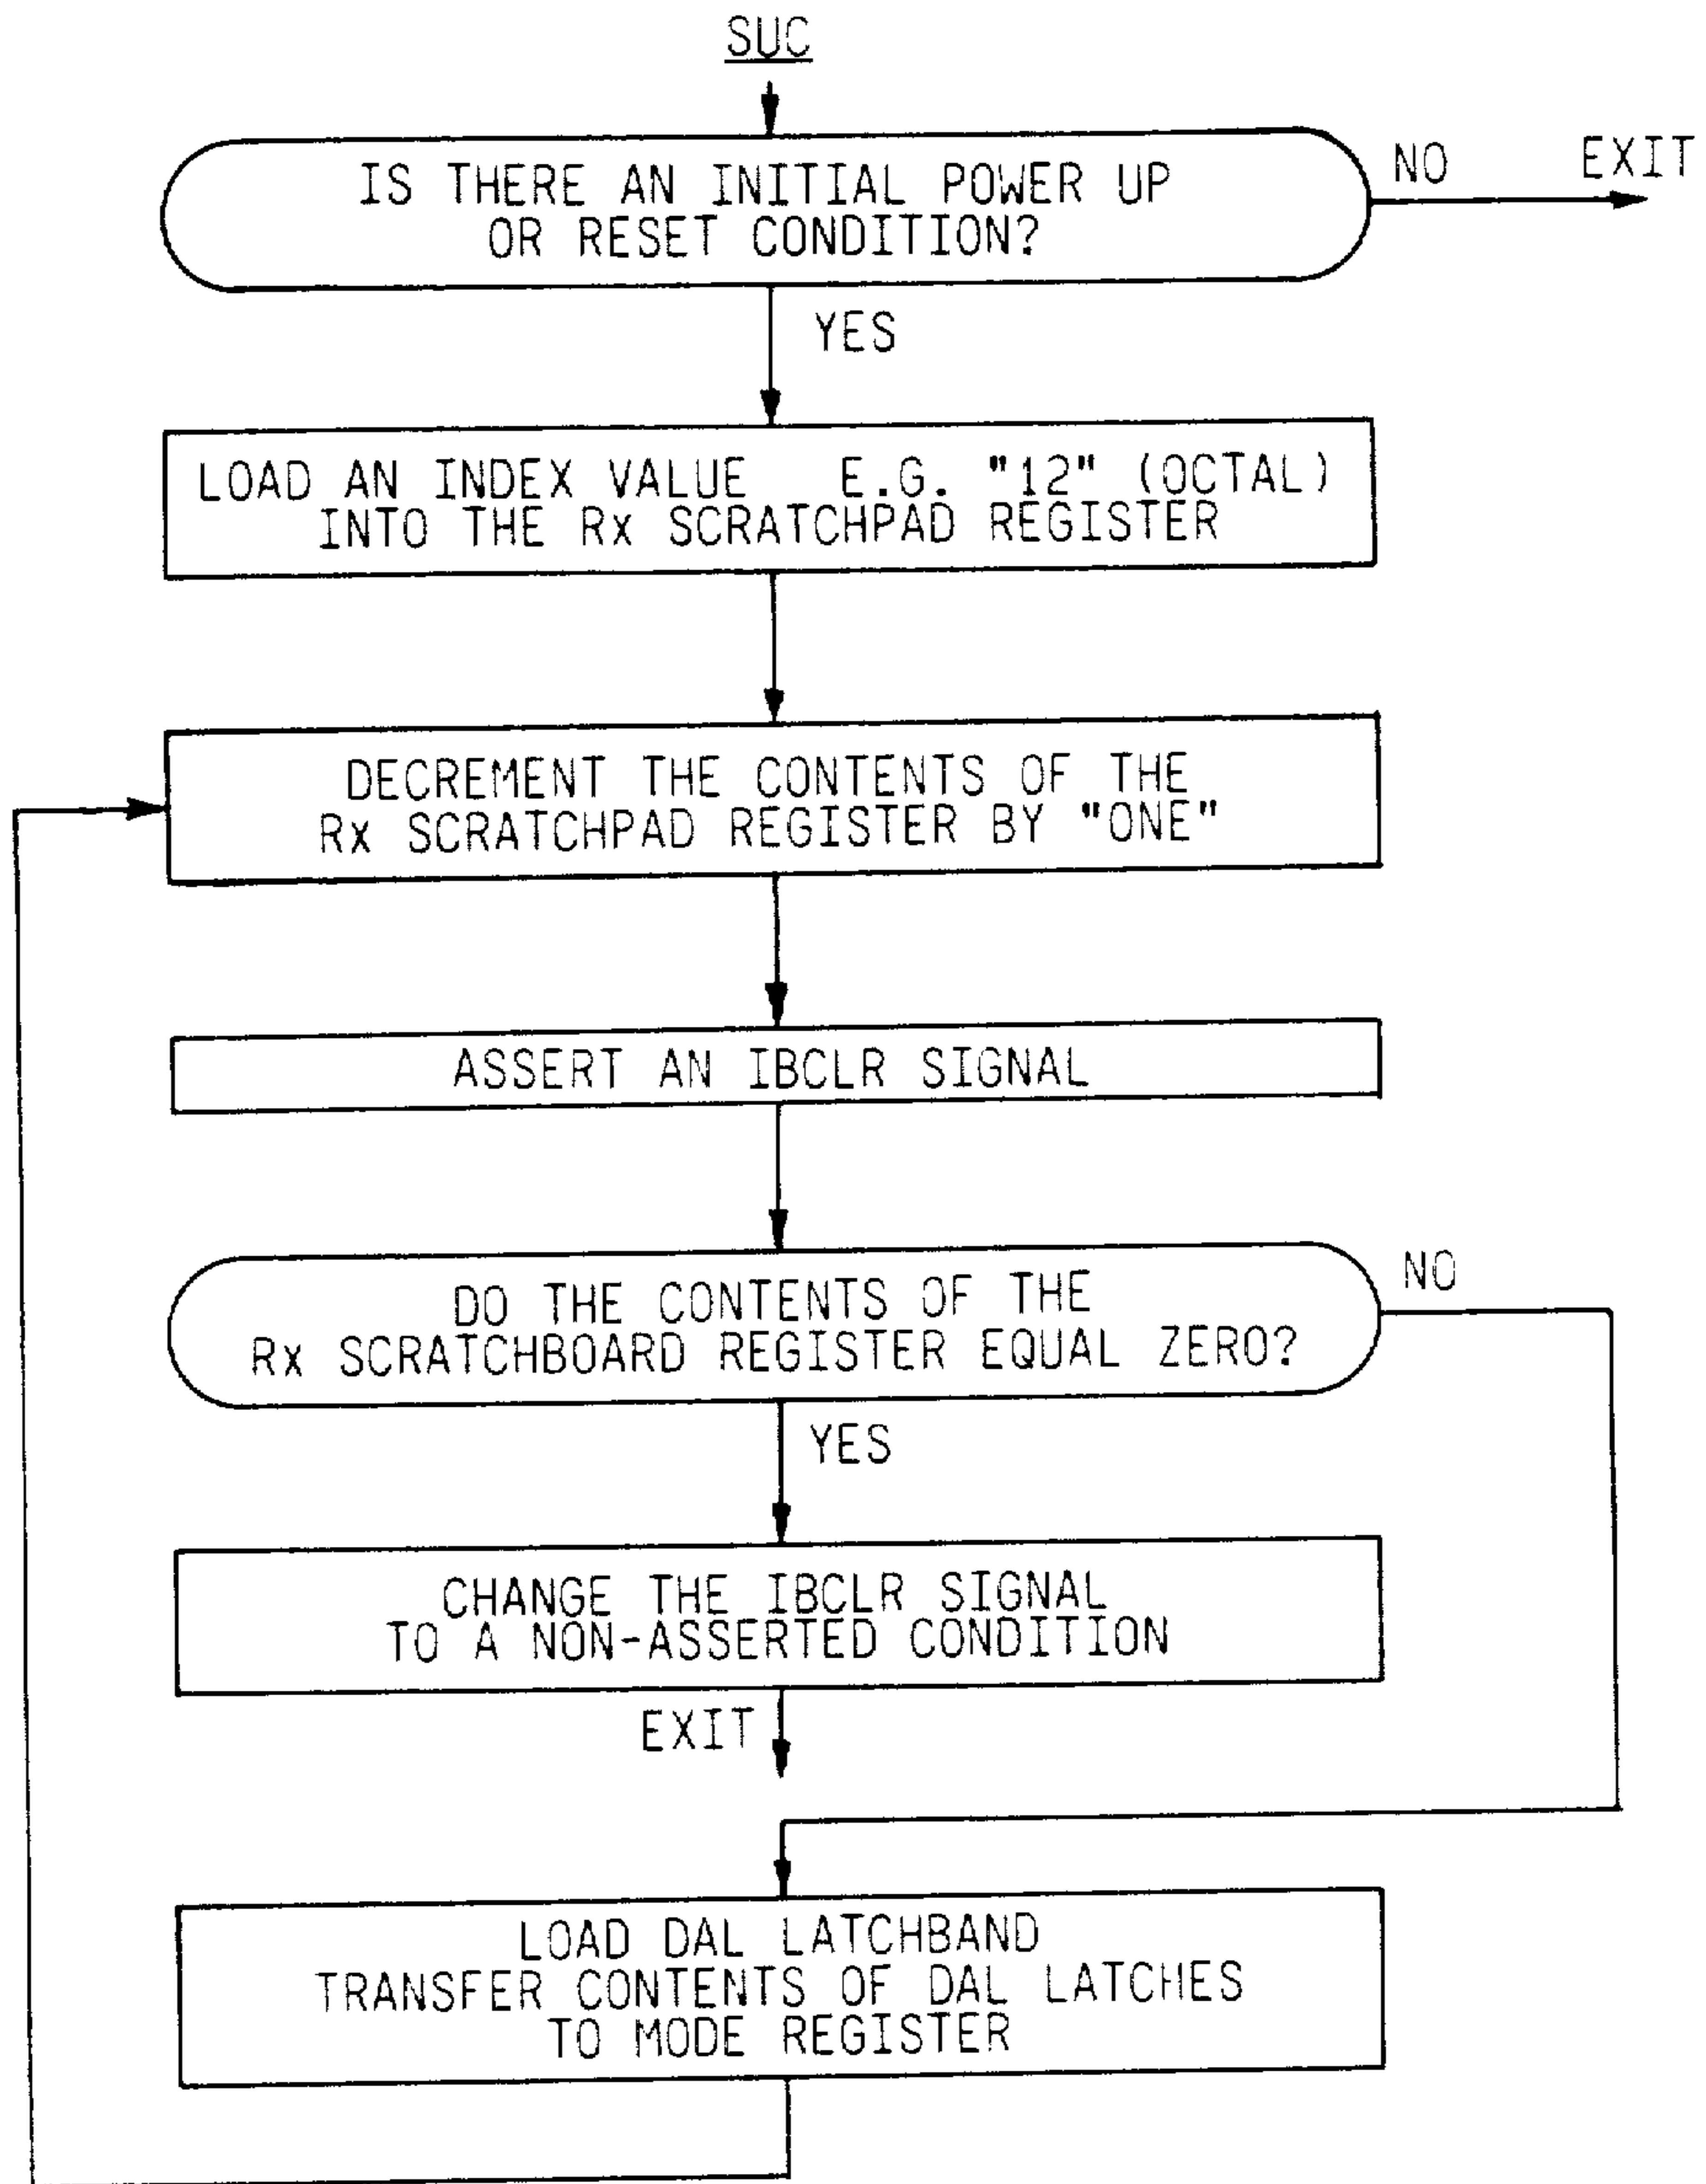 SUC
IS THERE AN INITIAL POWER UP
OR RESET CONDITION?
NO
EXIT
YES
LOAD AN INDEX VALUE E.G. "12" (OCTAL)
INTO THE Rx SCRATCHPAD REGISTER
DECREMENT THE CONTENTS OF THE
Rx SCRATCHPAD REGISTER BY "ONE"
ASSERT AN IBCLR SIGNAL
DO THE CONTENTS OF THE
Rx SCRATCHBOARD REGISTER EQUAL ZERO?
NO
YES
CHANGE THE IBCLR SIGNAL
TO A NON-ASSERTED CONDITION
EXIT
LOAD DAL LATCHBAND
TRANSFER CONTENTS OF DAL LATCHES
TO MODE REGISTER